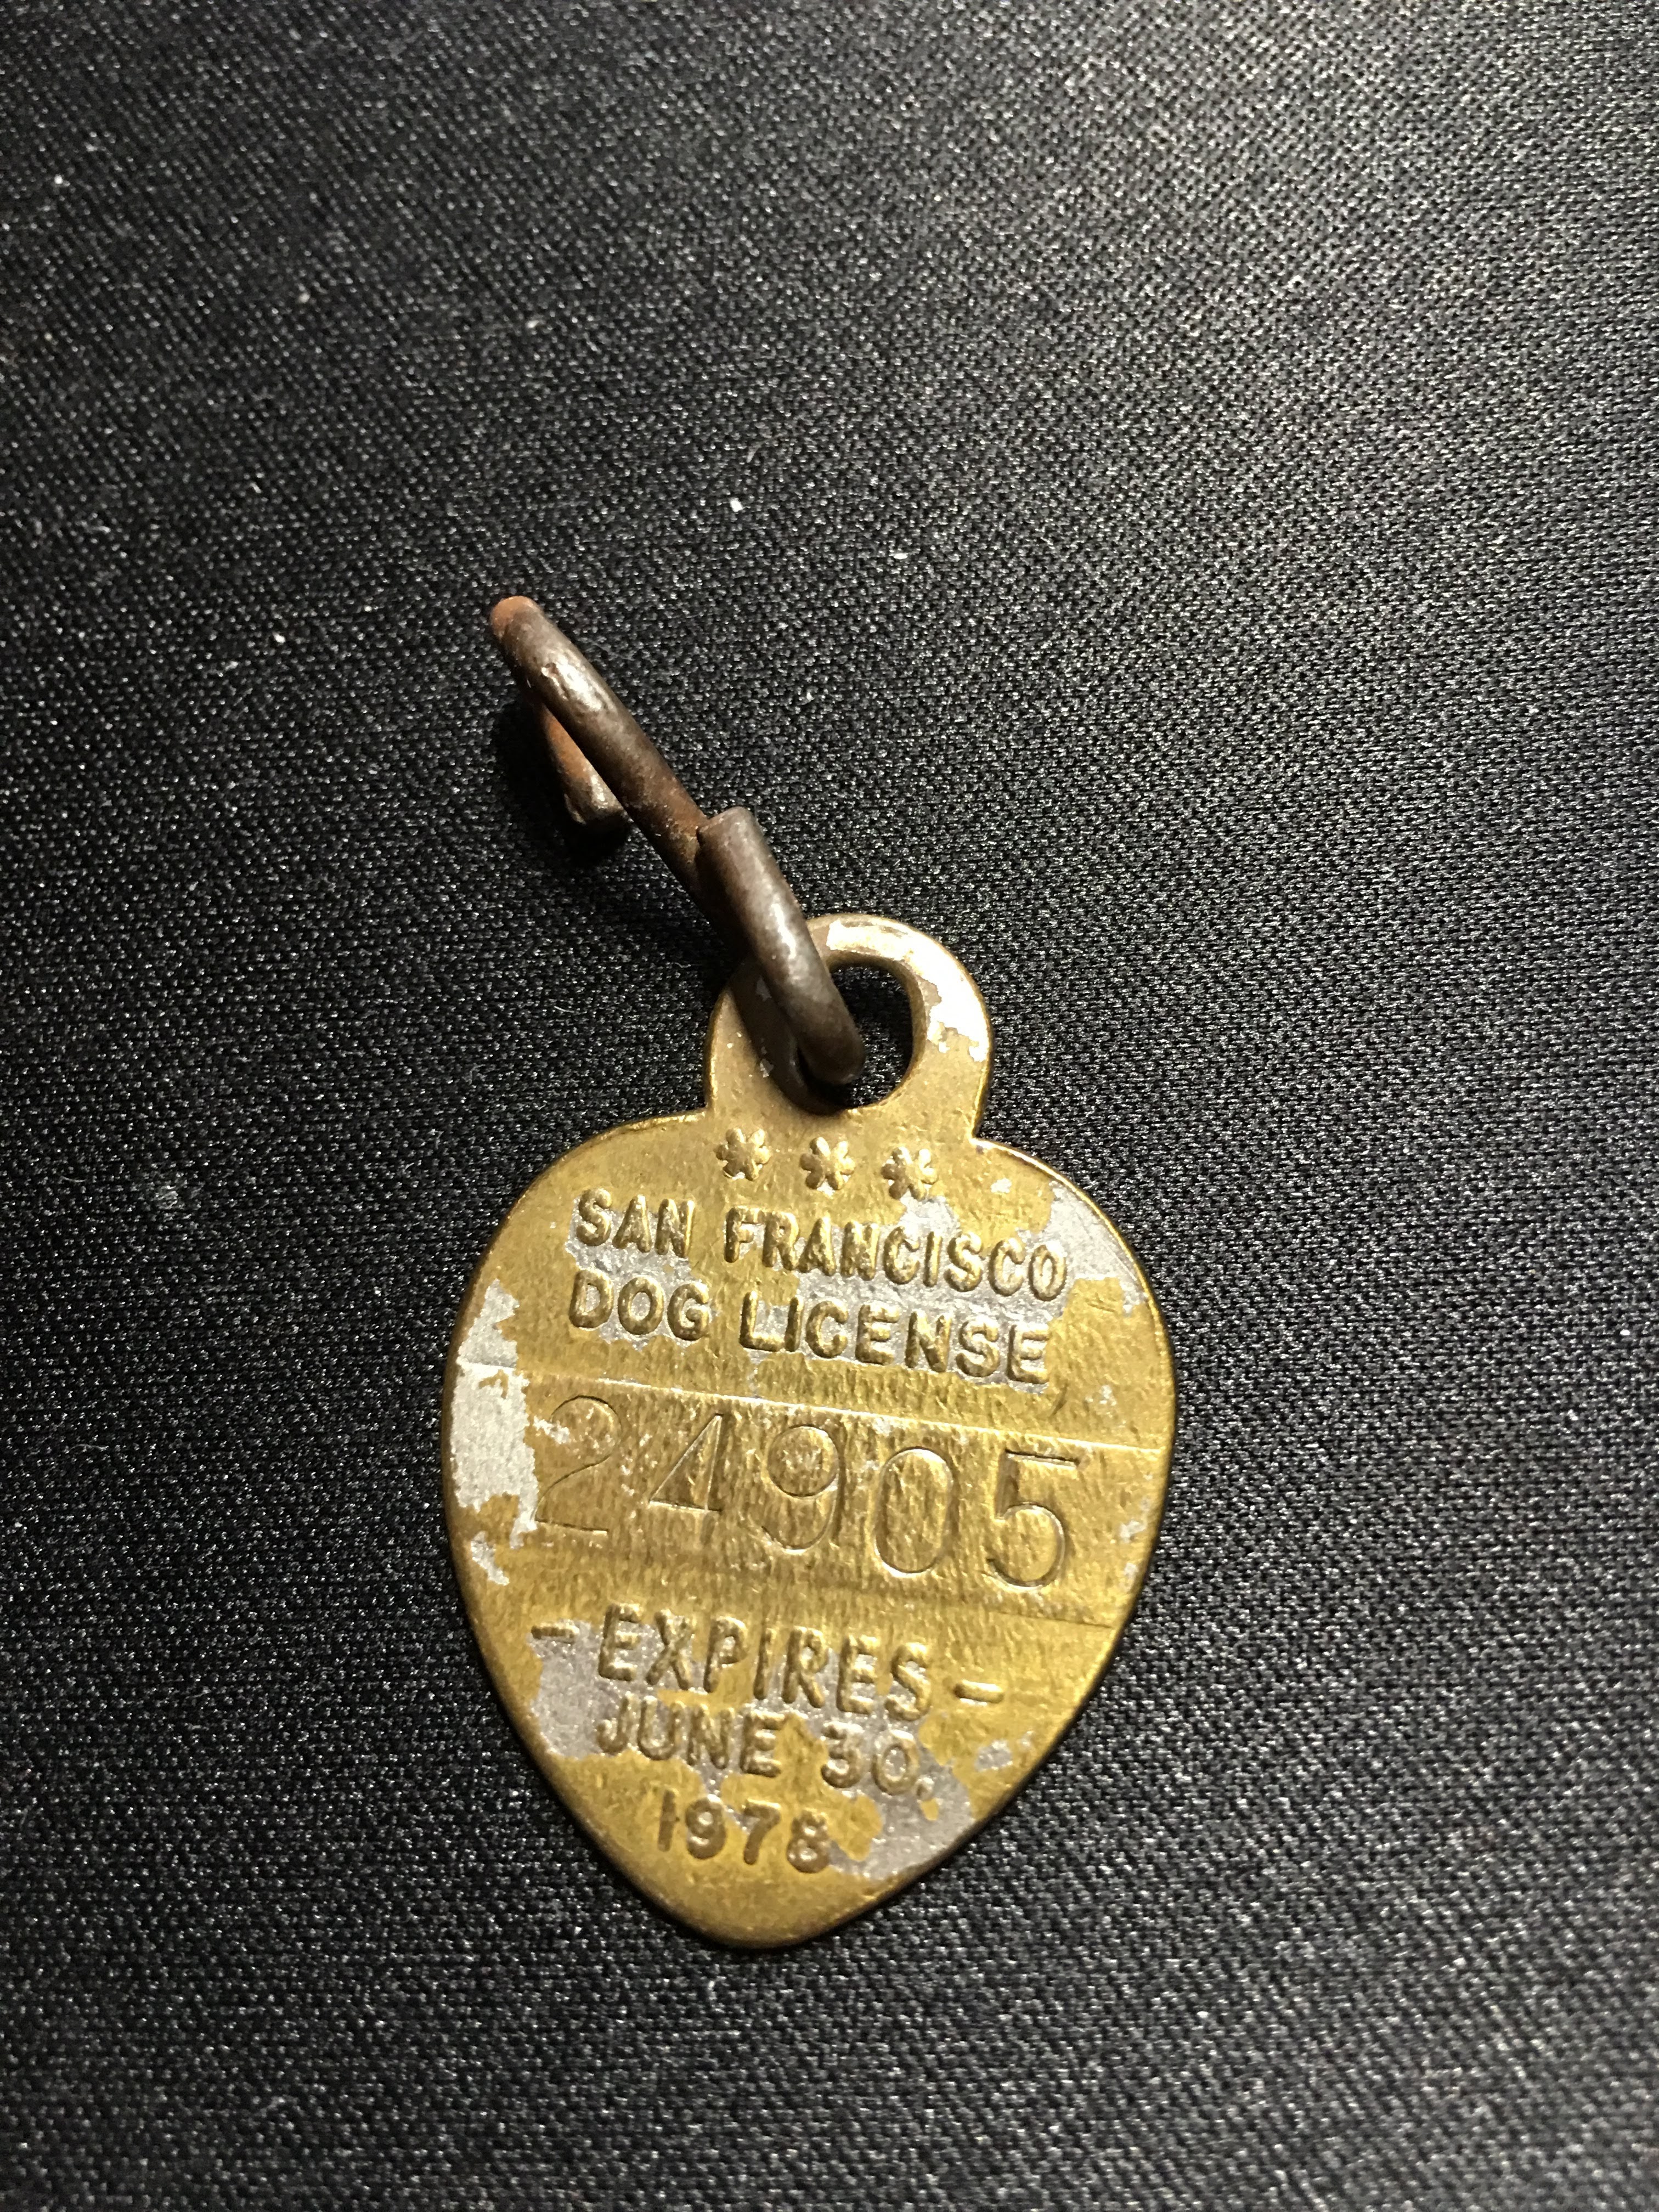 * * *
SAN FRANCISCO
DOG LICENSE
24905
-EXPIRES-
JUNE 30,
1978